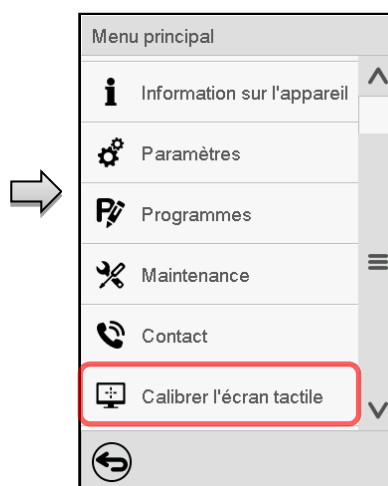 Menu principal
Information sur l'appareil
Paramètres
Programmes
Maintenance
Contact
Calibrer l'écran tactile